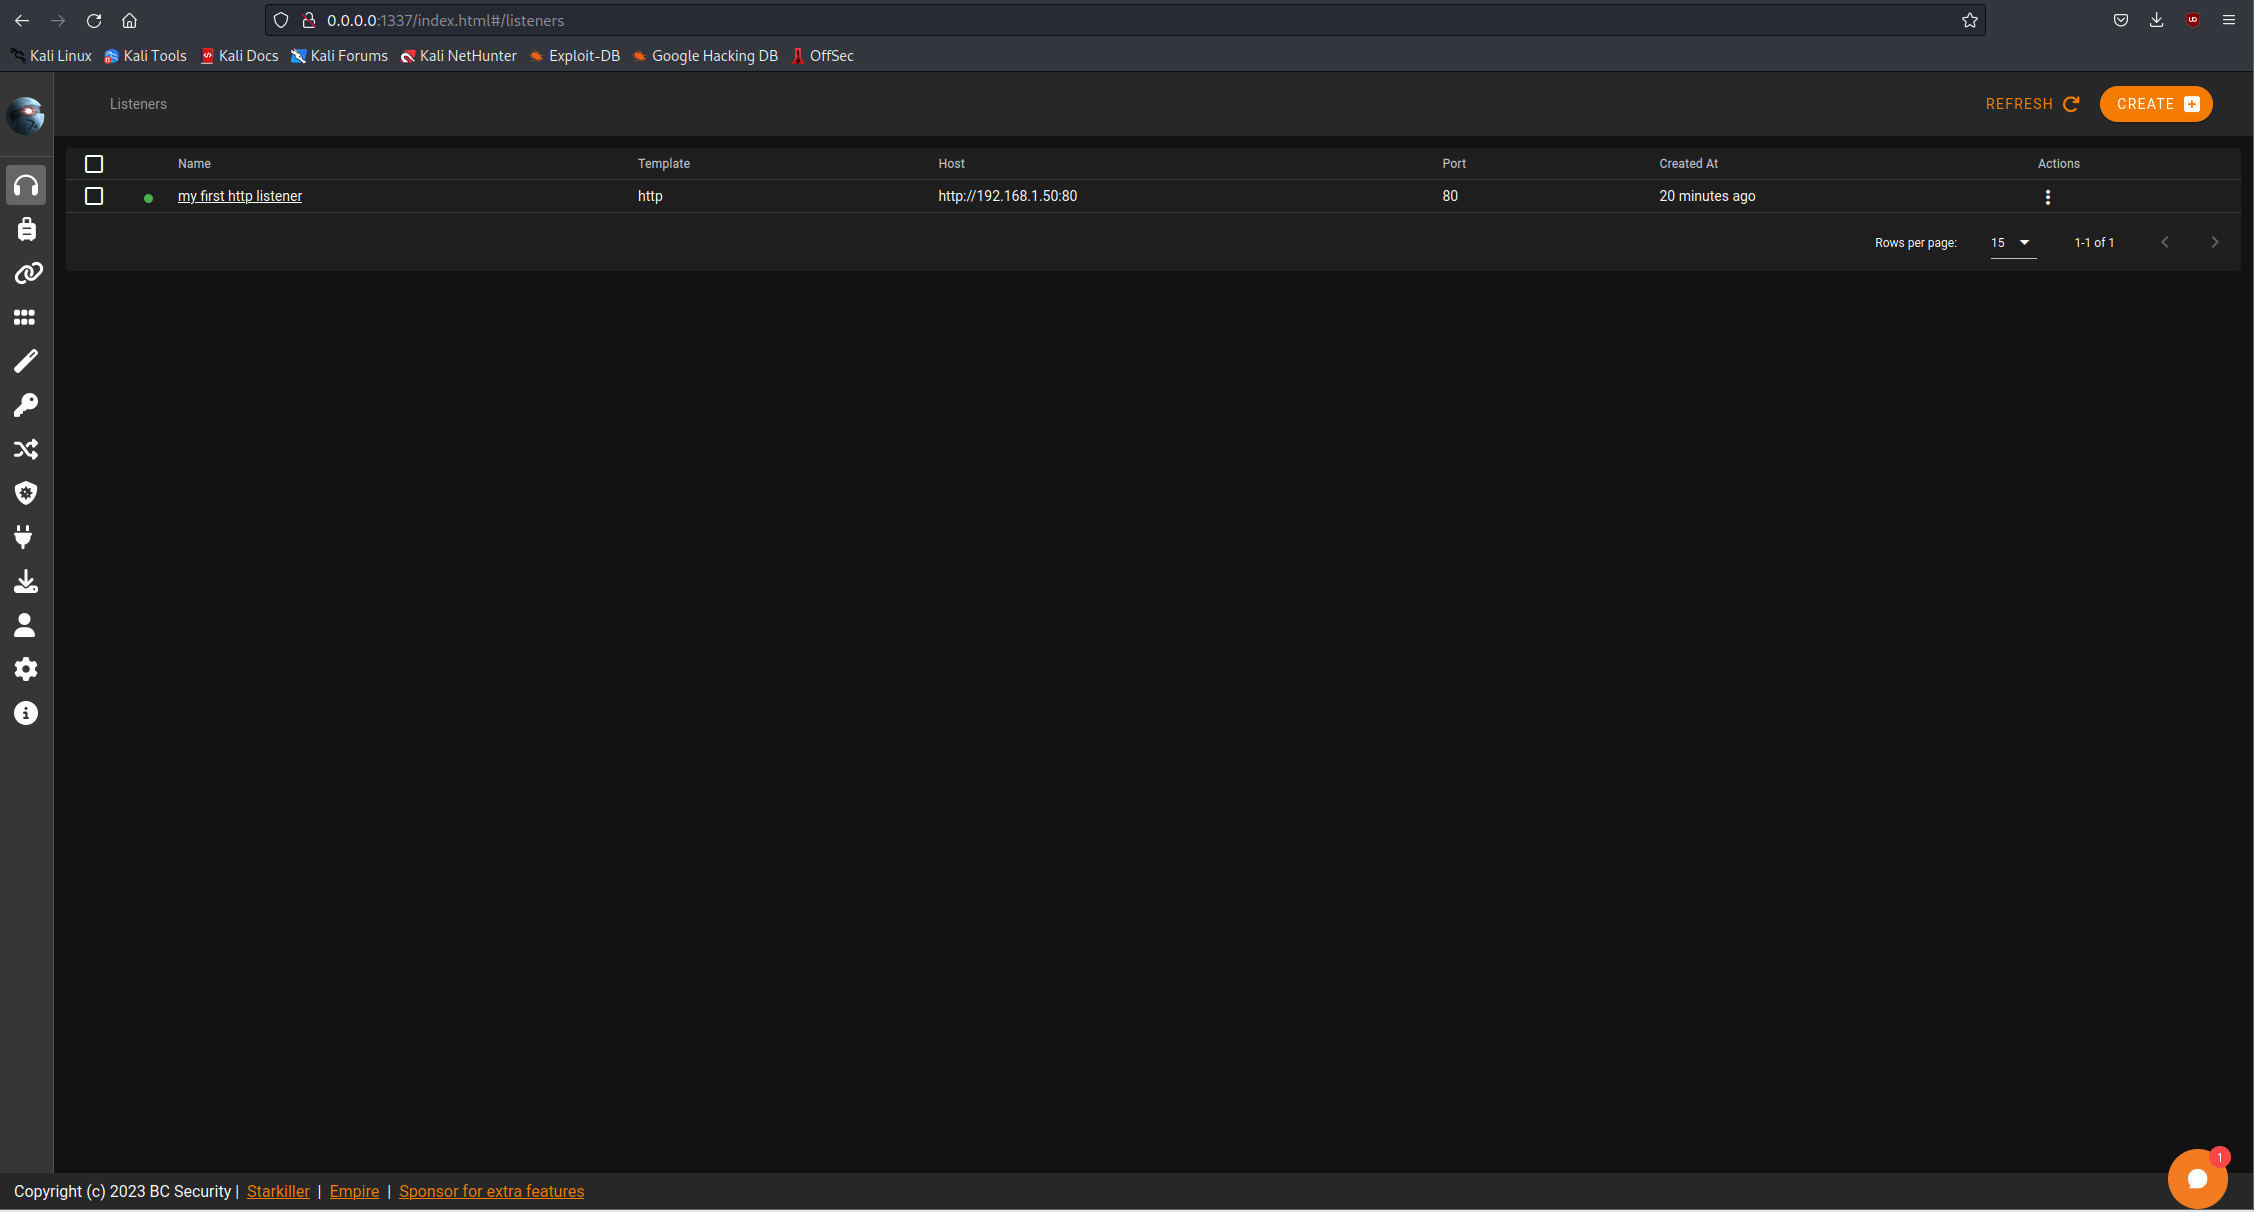 0.0.0.0:1337/index.html#/listeners
Kali Linux Kali Tools Kali Docs Kali Forums Kali NetHunter Exploit-DB Google Hacking DB OffSec
Listeners REFRESH CREATE
Name Template Host Port Created At Actions
my first http listener http http://192.168.1.50:80 80 20 minutes ago
Rows per page: 15 1-1 of 1
1
Copyright (c) 2023 BC Security | Starkiller | Empire | Sponsor for extra features